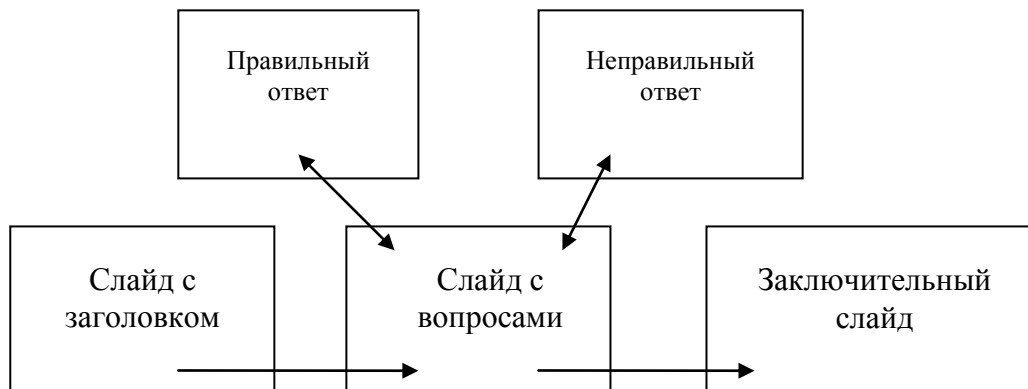 Правильный
ответ
Неправильный
ответ
Слайд с
заголовком
Слайд с
вопросами
Заключительный
слайд